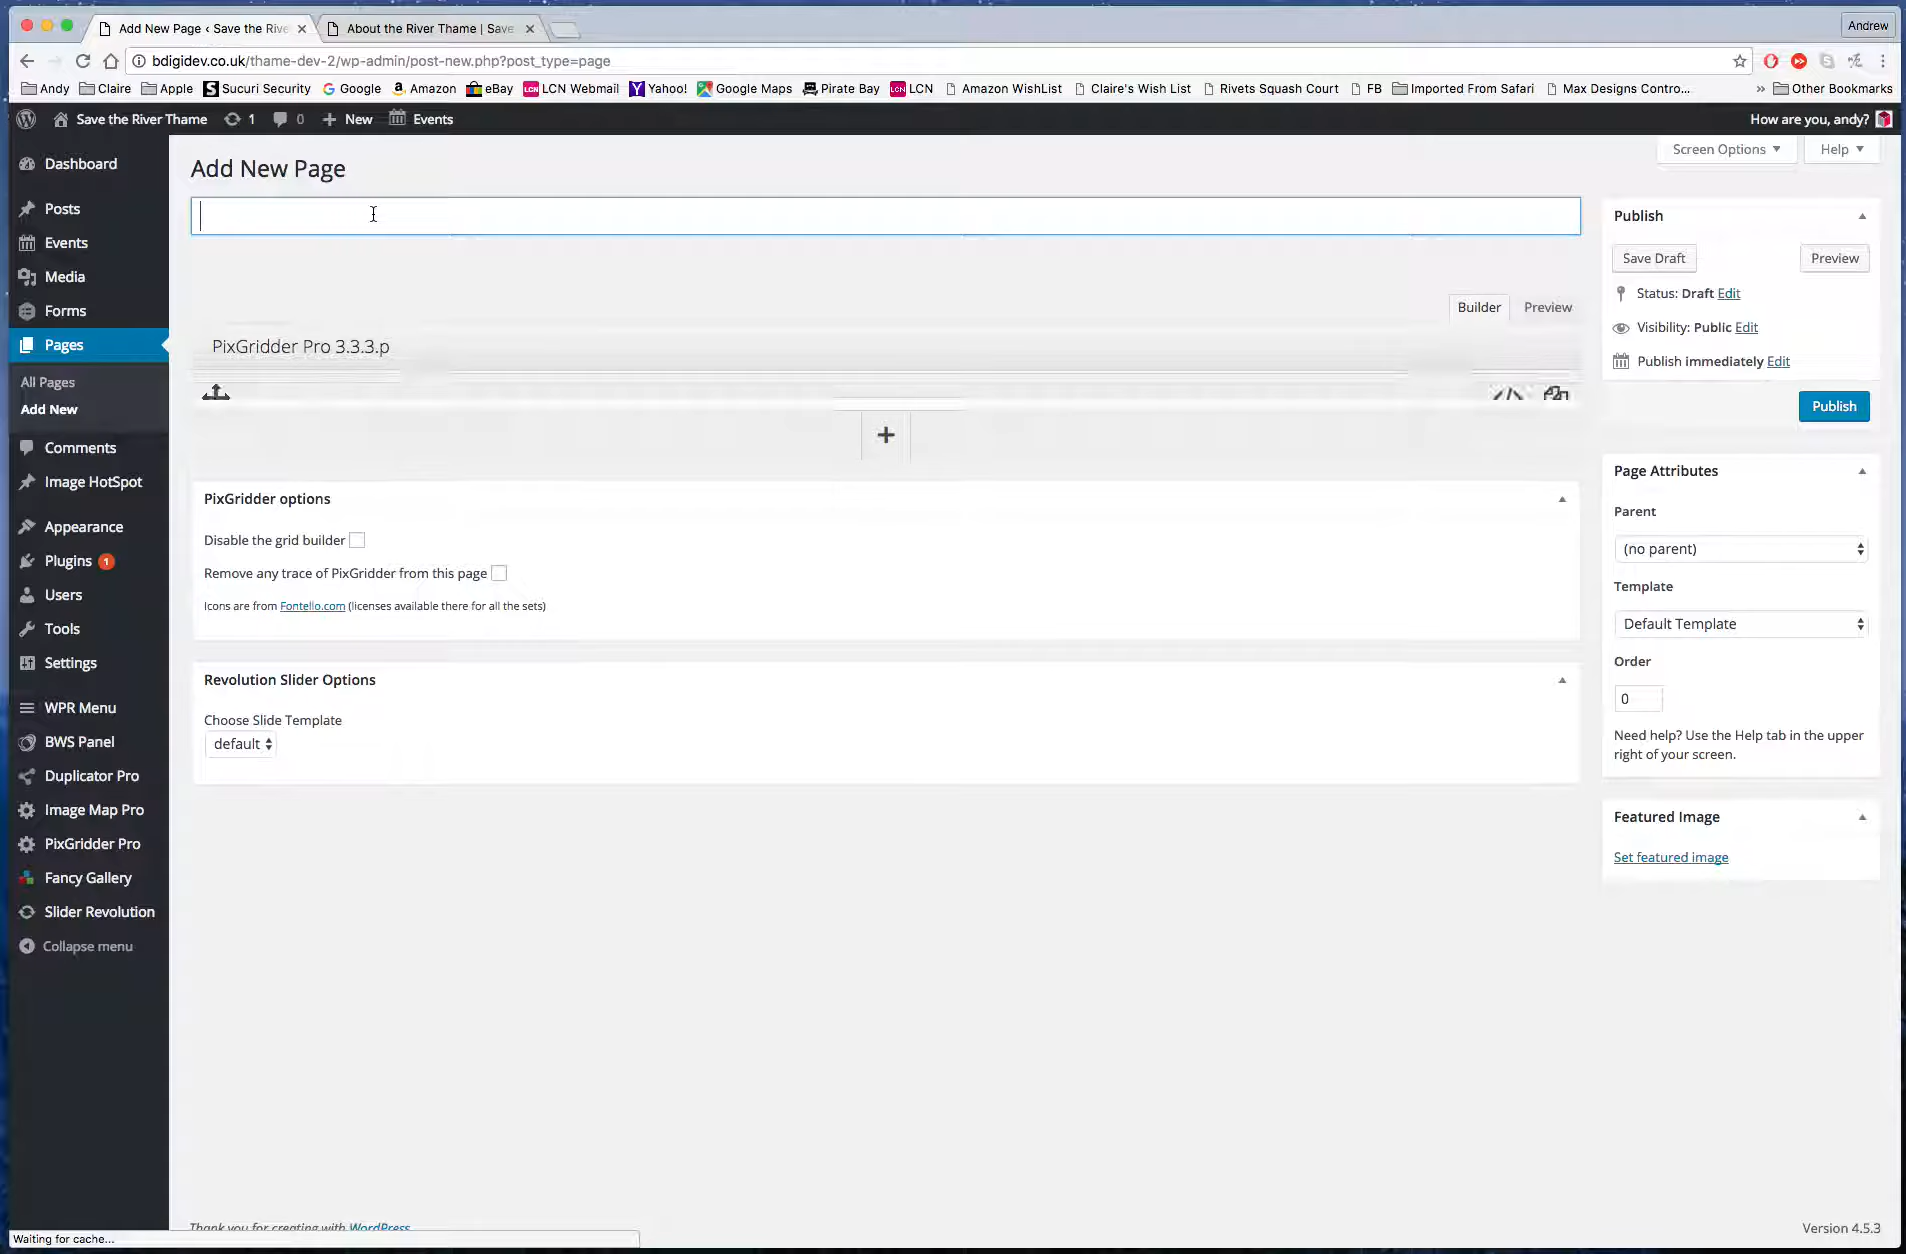 Add New Page ‹ Save the Rive
About the River Thame | Save
Andrew
bdigidev.co.uk/thame-dev-2/wp-admin/post-new.php?post_type=page
Andy Claire Apple Sucuri Security Google Amazon eBay LCN Webmail Yahoo! Google Maps Pirate Bay LCN Amazon WishList Claire's Wish List Rivets Squash Court FB Imported From Safari Max Designs Contro... » Other Bookmarks
Save the River Thame 1 0 + New Events How are you, andy?
Dashboard
Posts
Events
Media
Forms
Pages
All Pages
Add New
Comments
Image HotSpot
Appearance
Plugins 1
Users
Tools
Settings
WPR Menu
BWS Panel
Duplicator Pro
Image Map Pro
PixGridder Pro
Fancy Gallery
Slider Revolution
Collapse menu
Add New Page
Screen Options
Help
Builder Preview
PixGridder Pro 3.3.3.p
+
PixGridder options
Disable the grid builder
Remove any trace of PixGridder from this page
Icons are from Fontello.com (licenses available there for all the sets)
Revolution Slider Options
Choose Slide Template
default
Publish
Save Draft Preview
Status: Draft Edit
Visibility: Public Edit
Publish immediately Edit
Publish
Page Attributes
Parent
(no parent)
Template
Default Template
Order
0
Need help? Use the Help tab in the upper
right of your screen.
Featured Image
Set featured image
Thank you for creating with WordPress
Version 4.5.3
Waiting for cache...